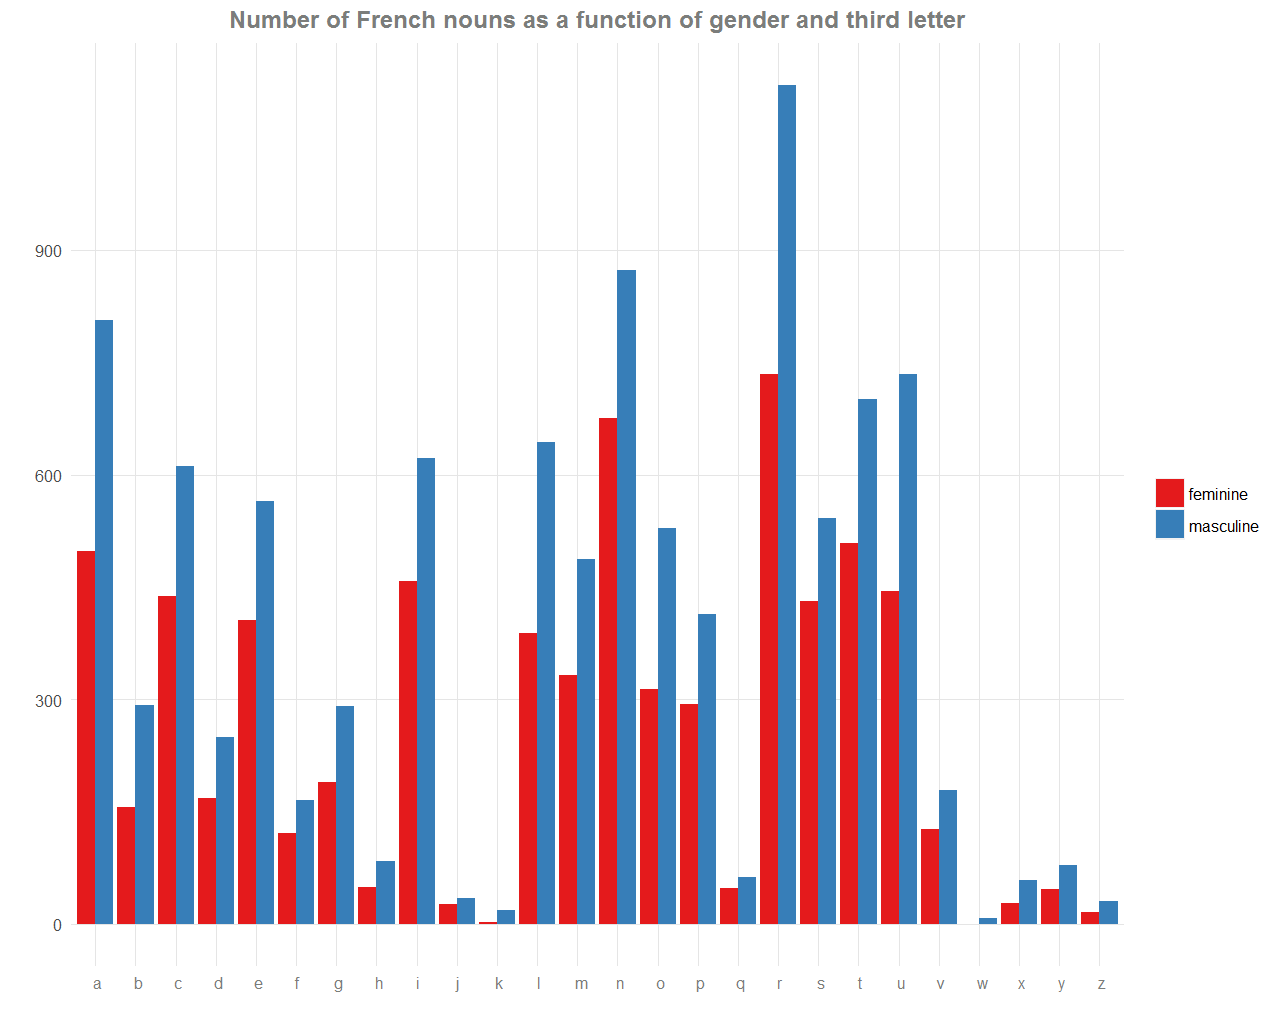 Number of French nouns as a function of gender and third letter
900
600
300
0
feminine
masculine
a b c d e f g h i j k l m n o p q r s t u v w x y z